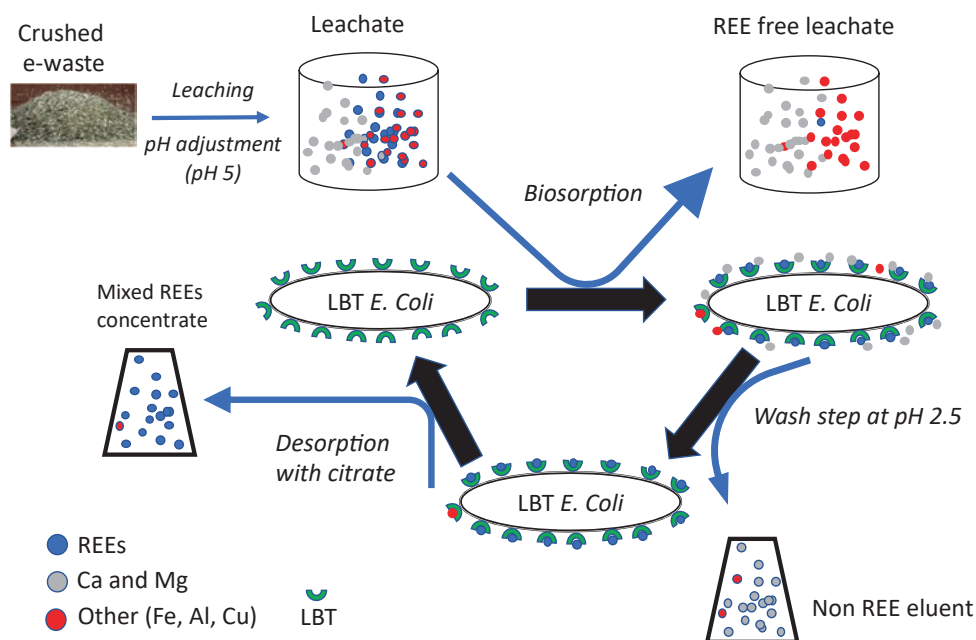 Crushed
e-waste
Leaching
pH adjustment
(pH 5)
Leachate
REE free leachate
Biosorption
LBT E. Coli
LBT E. Coli
Mixed REEs
concentrate
Desorption
with citrate
Wash step at pH 2.5
LBT E. Coli
REEs
Ca and Mg
Other (Fe, Al, Cu)
LBT
Non REE eluent